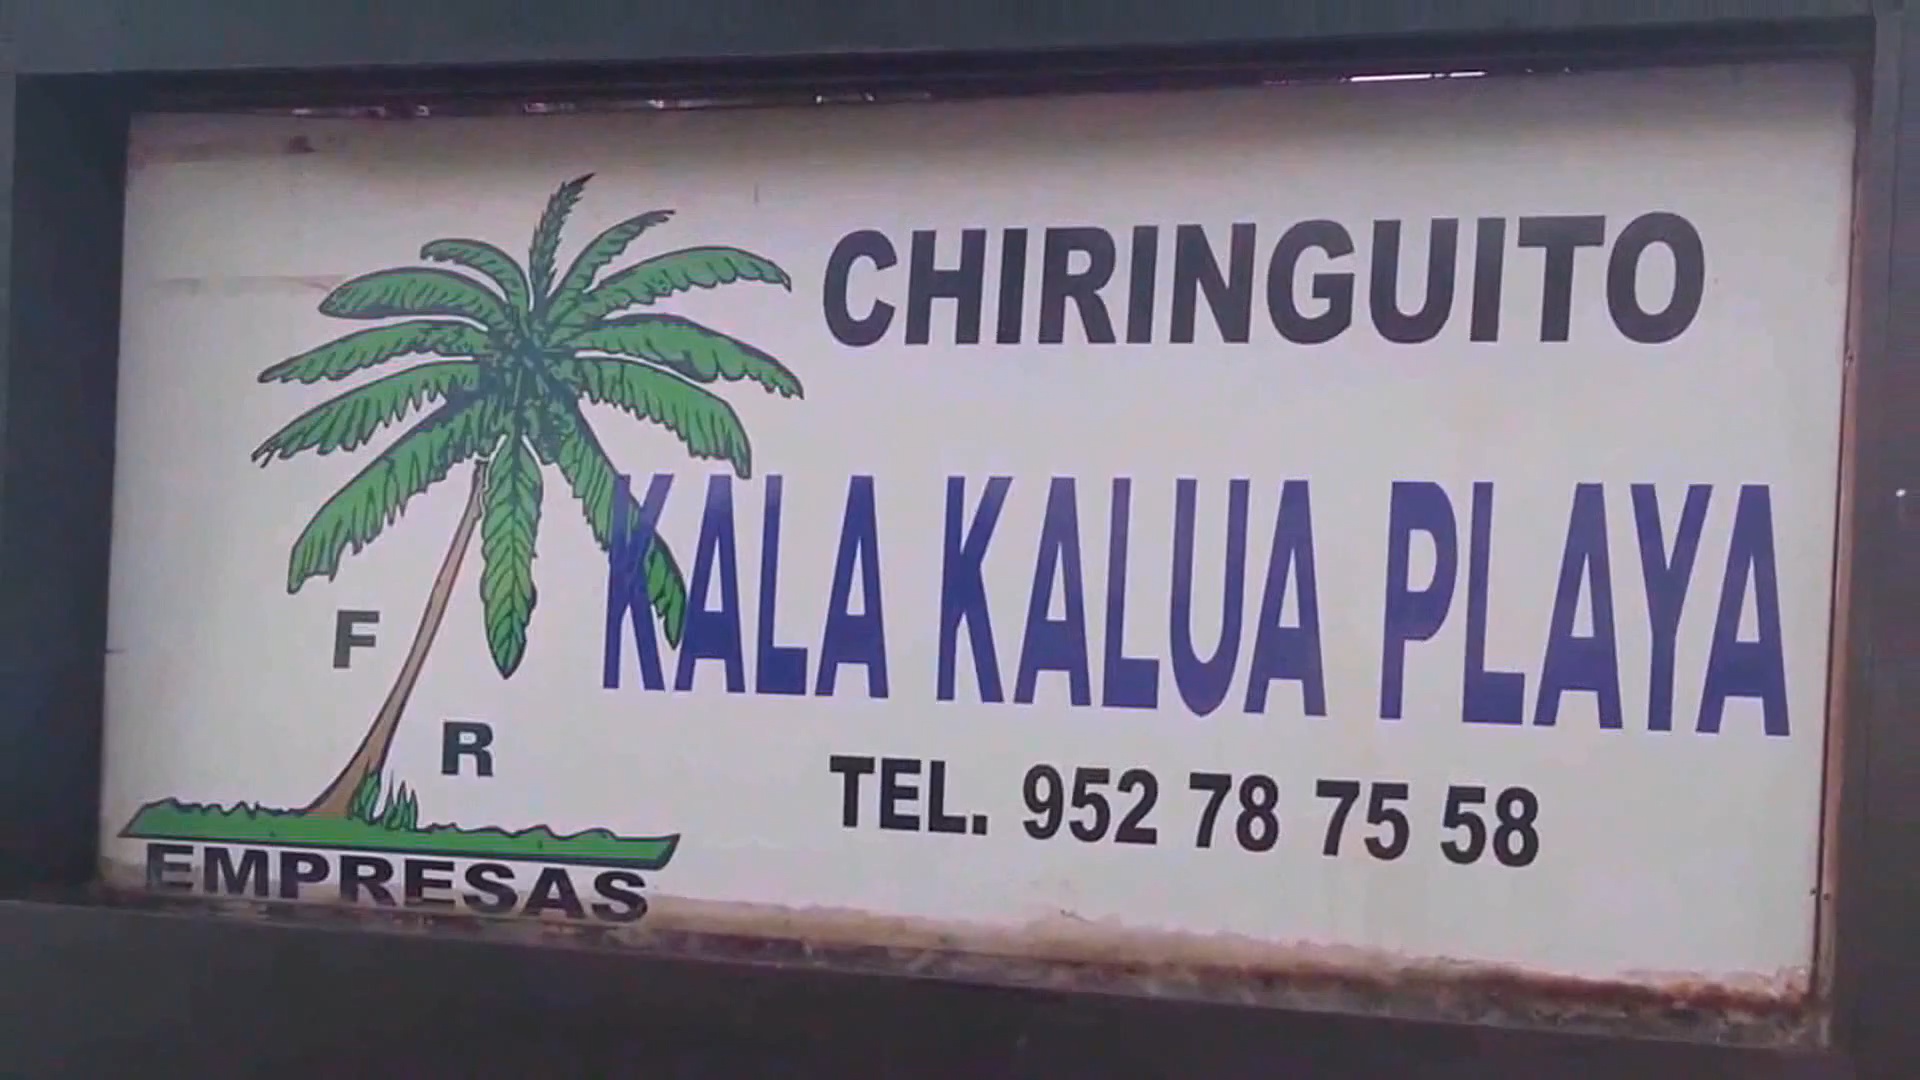 CHIRINGUITO
KALA KALUA PLAYA
TEL. 952 78 75 58
F
R
EMPRESAS